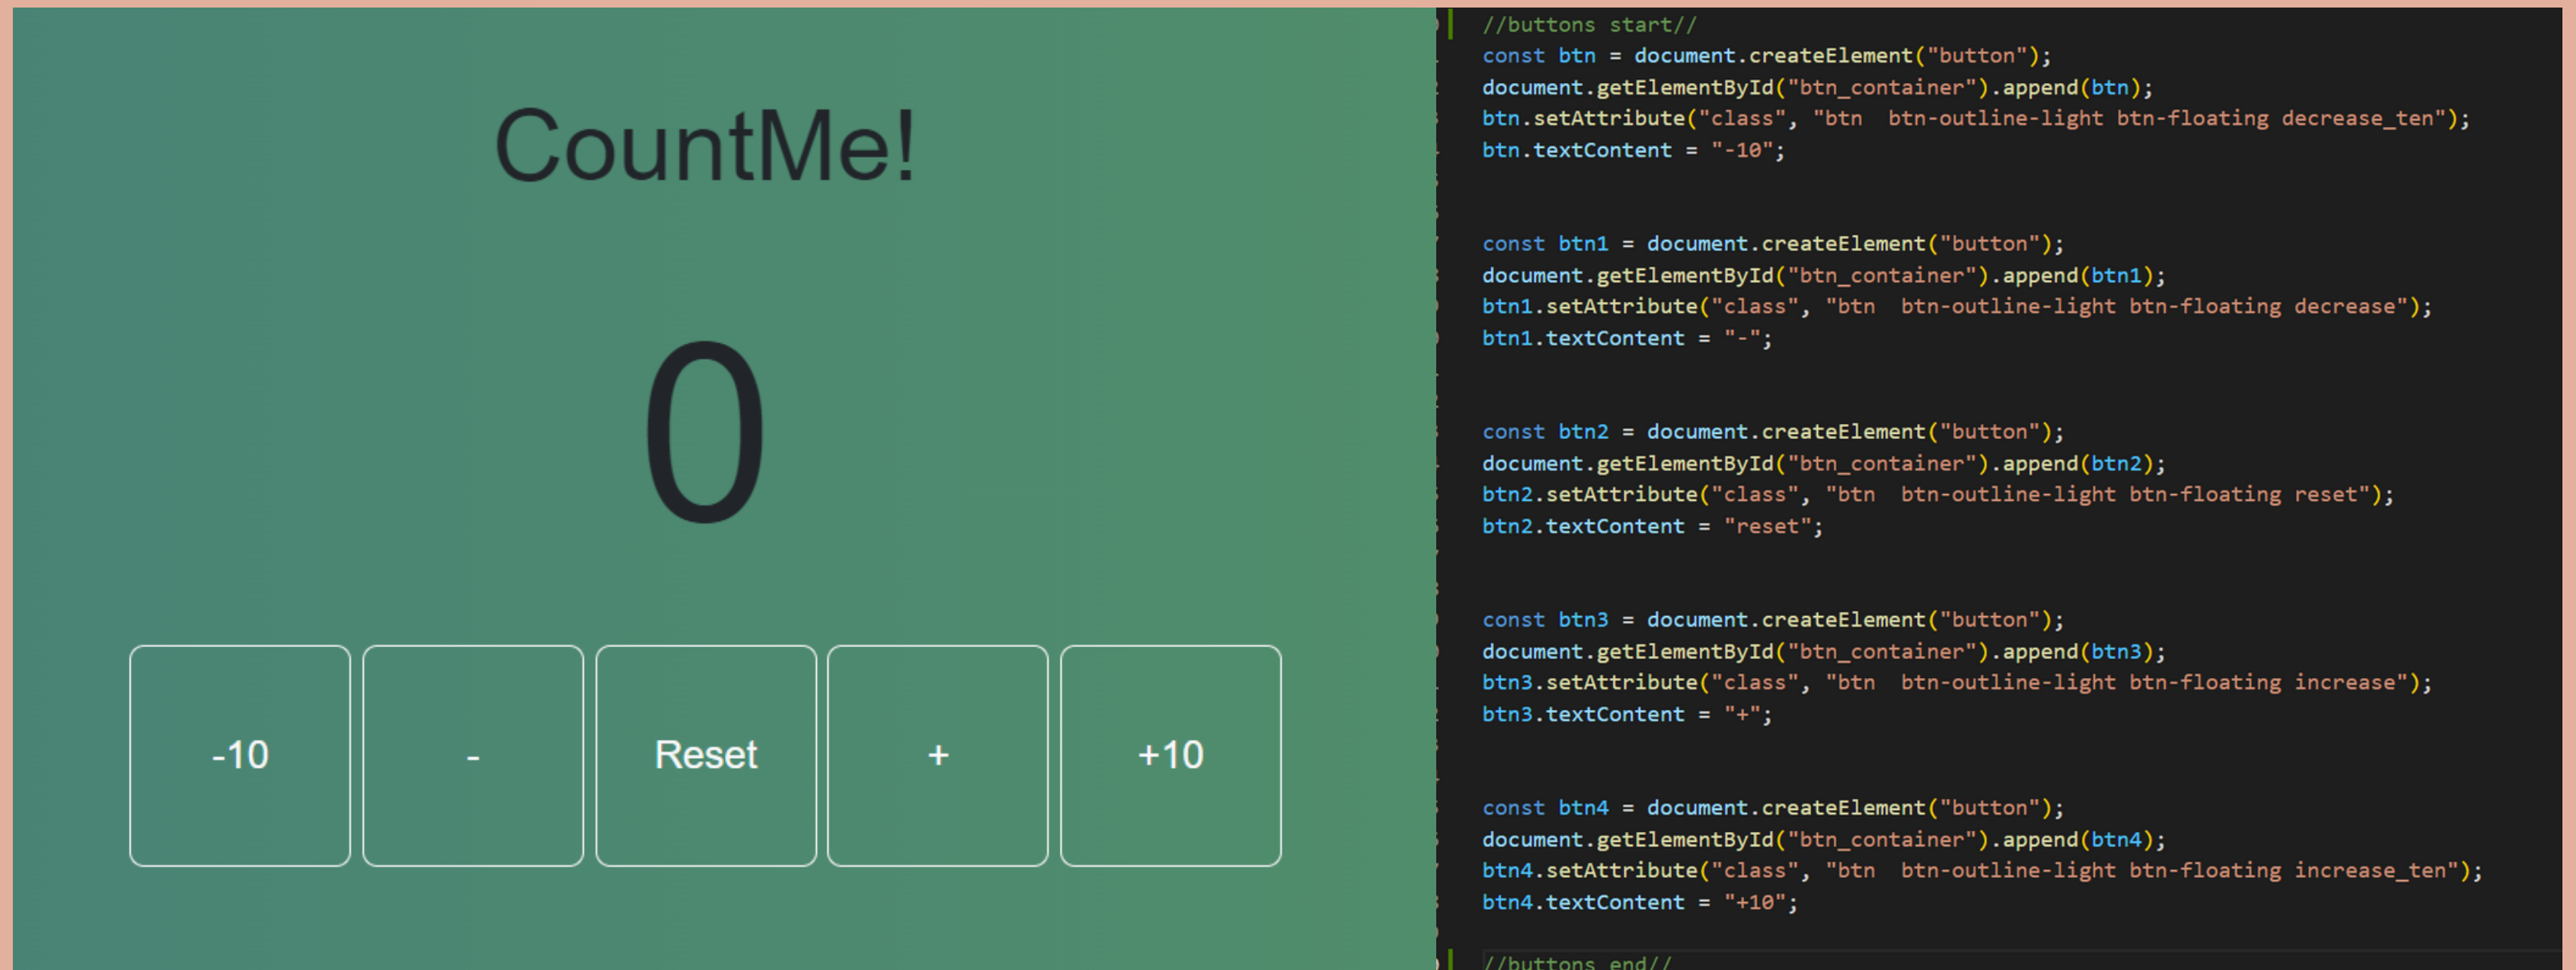 CountMe!
0
-10
-
Reset
+
+10
//buttons start//
const btn = document.createElement("button");
document.getElementById("btn_container").append(btn);
btn.setAttribute("class", "btn  btn-outline-light btn-floating decrease_ten");
btn.textContent = "-10";
const btn1 = document.createElement("button");
document.getElementById("btn_container").append(btn1);
btn1.setAttribute("class", "btn  btn-outline-light btn-floating decrease");
btn1.textContent = "-";
const btn2 = document.createElement("button");
document.getElementById("btn_container").append(btn2);
btn2.setAttribute("class", "btn  btn-outline-light btn-floating reset");
btn2.textContent = "reset";
const btn3 = document.createElement("button");
document.getElementById("btn_container").append(btn3);
btn3.setAttribute("class", "btn  btn-outline-light btn-floating increase");
btn3.textContent = "+";
const btn4 = document.createElement("button");
document.getElementById("btn_container").append(btn4);
btn4.setAttribute("class", "btn  btn-outline-light btn-floating increase_ten");
btn4.textContent = "+10";
//buttons end//